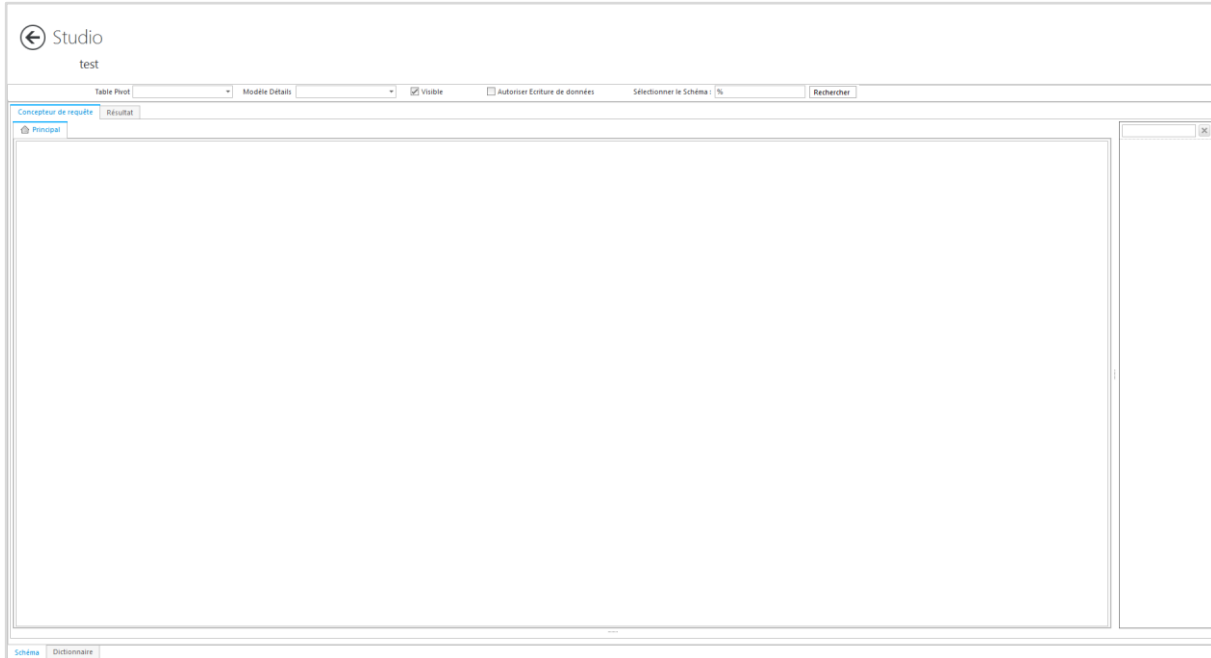 Studio
test
Table Pivot Modéle Détails Visible Autoriser Ecriture de données Sélectionner le Schéma : % Rechercher
Concepteur de requête Résultat
Principal
Schéma Dictionnaire